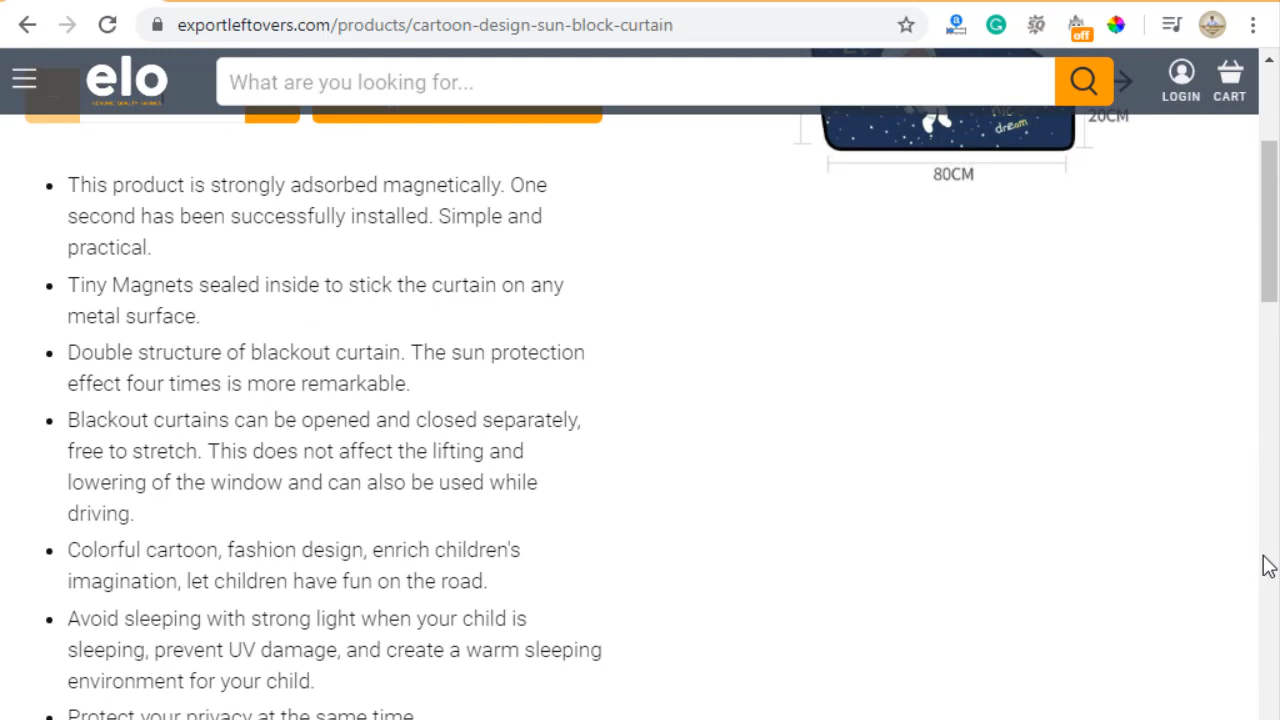 exportleftovers.com/products/cartoon-design-sun-block-curtain
off
elo
What are you looking for...
LOGIN
CART
dream
20CM
80CM
This product is strongly adsorbed magnetically. One
second has been successfully installed. Simple and
practical.
Tiny Magnets sealed inside to stick the curtain on any
metal surface.
Double structure of blackout curtain. The sun protection
effect four times is more remarkable.
Blackout curtains can be opened and closed separately,
free to stretch. This does not affect the lifting and
lowering of the window and can also be used while
driving.
Colorful cartoon, fashion design, enrich children's
imagination, let children have fun on the road.
Avoid sleeping with strong light when your child is
sleeping, prevent UV damage, and create a warm sleeping
environment for your child.
Protect your privacy at the same time